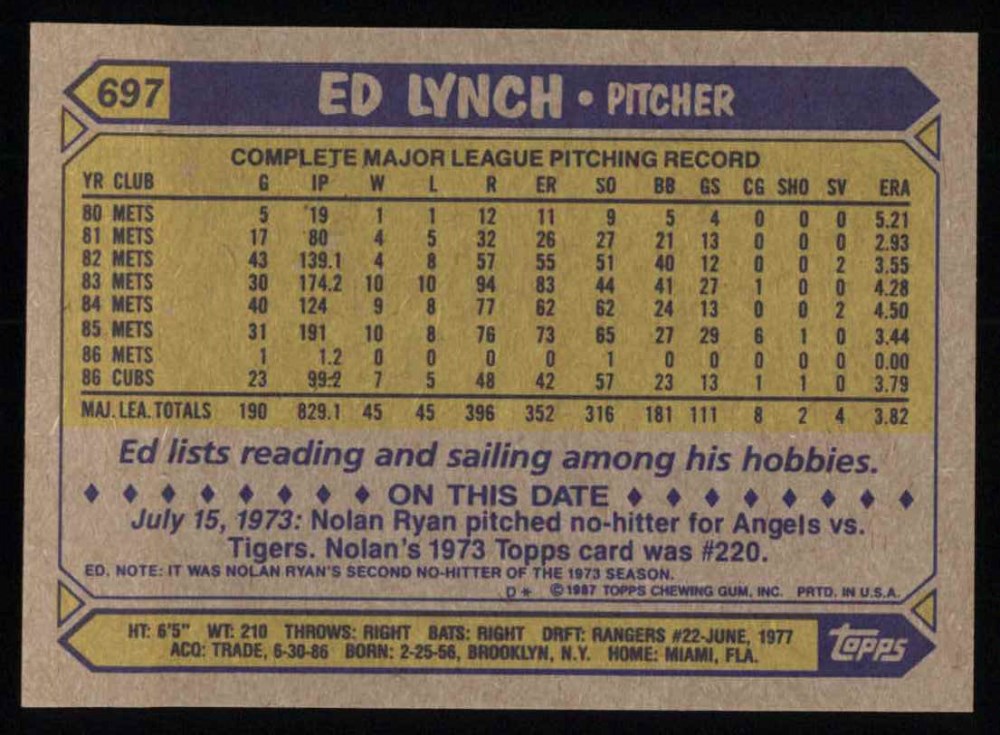 697 ED LYNCH • PITCHER
COMPLETE MAJOR LEAGUE PITCHING RECORD
YR CLUB G IP W L R ER SO BB GS CG SHO SV ERA
80 METS 5 19 1 1 12 11 9 5 4 0 0 0 5.21
81 METS 17 80 4 5 32 26 27 21 13 0 0 0 2.93
82 METS 43 139.1 4 8 57 55 51 40 12 0 0 2 3.55
83 METS 30 174.2 10 10 94 83 44 41 27 1 0 0 4.28
84 METS 40 124 9 8 77 62 62 24 13 0 0 2 4.50
85 METS 31 191 10 8 76 73 65 27 29 6 1 0 3.44
86 METS 1 1.2 0 0 0 0 1 0 0 0 0 0 0.00
86 CUBS 23 99.2 7 5 48 42 57 23 13 1 1 0 3.79
MAJ. LEA. TOTALS 190 829.1 45 45 396 352 316 181 111 8 2 4 3.82
Ed lists reading and sailing among his hobbies.
ON THIS DATE
July 15, 1973: Nolan Ryan pitched no-hitter for Angels vs.
Tigers. Nolan's 1973 Topps card was #220.
ED. NOTE: IT WAS NOLAN RYAN'S SECOND NO-HITTER OF THE 1973 SEASON.
D* ©1987 TOPPS CHEWING GUM, INC. PRTD. IN U.S.A.
HT: 6'5" WT: 210 THROWS: RIGHT BATS: RIGHT DRFT: RANGERS #22-JUNE, 1977
ACQ: TRADE, 6-30-86 BORN: 2-25-56, BROOKLYN, N.Y. HOME: MIAMI, FLA.
topps